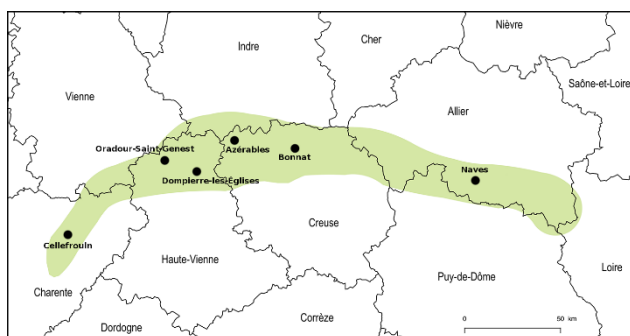 Nièvre
Cher
Indre
Saône-et-Loire
Vienne
Allier
Azérables
Oradour-Saint-Genest
Bonnat
Dompierre-les-Églises
Naves
Creuse
Cellefrouin
Haute-Vienne
Loire
Puy-de-Dôme
Charente
Corrèze
Dordogne
0 50 km